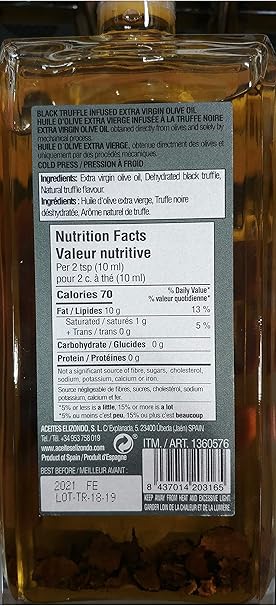 BLACK TRUFFLE INFUSED EXTRA VIRGIN OLIVE OIL
HUILE D'OLIVE EXTRA VIERGE INFUSÉE À LA TRUFFE NOIRE
EXTRA VIRGIN OLIVE OIL obtained directly from olives and solely by
mechanical process.
HUILE D'OLIVE EXTRA VIERGE, obtenue directement des olives et
uniquement par des procédés mécaniques.
COLD PRESS / PRESSION À FROID
Ingredients: Extra virgin olive oil, Dehydrated black truffle,
Natural truffle flavour.
Ingrédients : Huile d'olive extra vierge, Truffe noire
déshydratée, Arôme naturel de truffe.
Nutrition Facts
Valeur nutritive
Per 2 tsp (10 ml)
pour 2 c. à thé (10 ml)
Calories 70
% Daily Value*
% valeur quotidienne*
Fat / Lipides 10 g 13 %
Saturated / saturés 1 g
+ Trans / trans 0 g 5 %
Carbohydrate / Glucides 0 g
Protein / Protéines 0 g
Not a significant source of fibre, sugars, cholesterol,
sodium, potassium, calcium or iron.
Source négligeable de fibres, sucres, cholestérol, sodium
potassium, calcium et fer.
*5% or less is a little, 15% or more is a lot
*5% ou moins c'est peu, 15% ou plus c'est beaucoup
ACEITES ELIZONDO, S. L. C/ Esplanada, 5. 23400 Úbeda (Jaén) SPAIN
Tel./Tél. +34 953 758 019
www.aceiteselizondo.com
Product of Spain / Produit d'Espagne
ITM./ ART. 1360576
BEST BEFORE / MEILLEUR AVANT:
2021 FE
LOT-TR-18-19
8 437014 203165
KEEP AWAY FROM HEAT AND EXCESSIVE LIGHT.
GARDER LOIN DE LA CHALEUR ET DE LA LUMIÈRE.